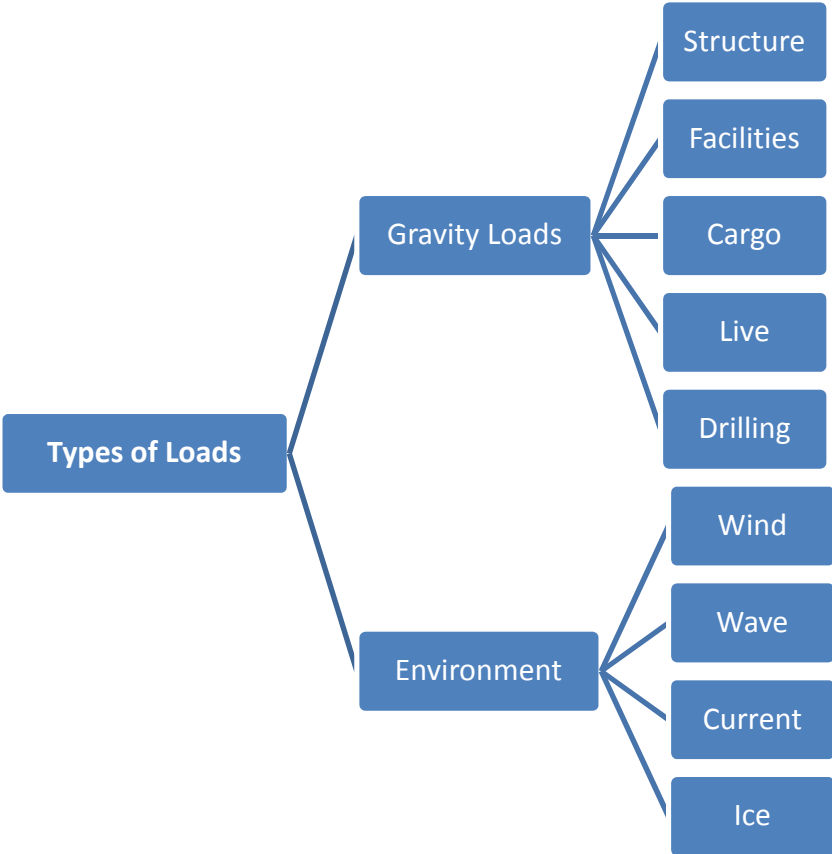 Types of Loads
Gravity Loads
Structure
Facilities
Cargo
Live
Drilling
Environment
Wind
Wave
Current
Ice